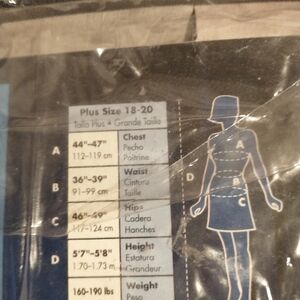 Plus Size 18-20
Talla Plus • Grande Taille
A
44"-47"
112-119 cm
Chest
Pecho
Poitrine
B
36"-39"
91-99 cm
Waist
Cintura
Taille
C
46"-49"
117-124 cm
Hips
Cadera
Hanches
D
5'7"-5'8"
1.70-1.73 m
Height
Estatura
Grandeur
160-190 lbs
Weight
Peso
A
B
C
D